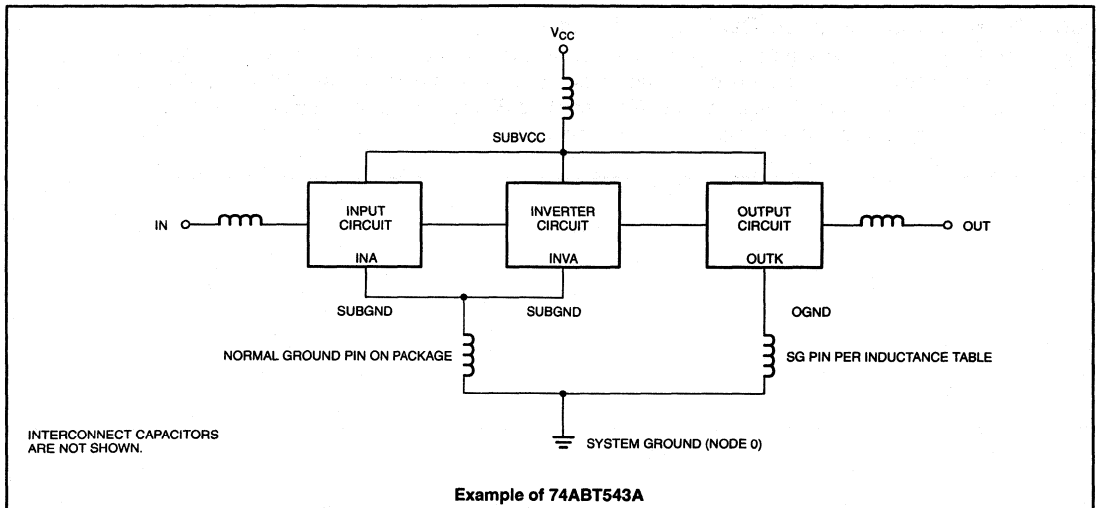 VCC
SUBVCC
IN
INPUT
CIRCUIT
INA
INVERTER
CIRCUIT
INVA
OUTPUT
CIRCUIT
OUTK
OUT
SUBGND
SUBGND
OGND
NORMAL GROUND PIN ON PACKAGE
SG PIN PER INDUCTANCE TABLE
INTERCONNECT CAPACITORS
ARE NOT SHOWN.
SYSTEM GROUND (NODE 0)
Example of 74ABT543A